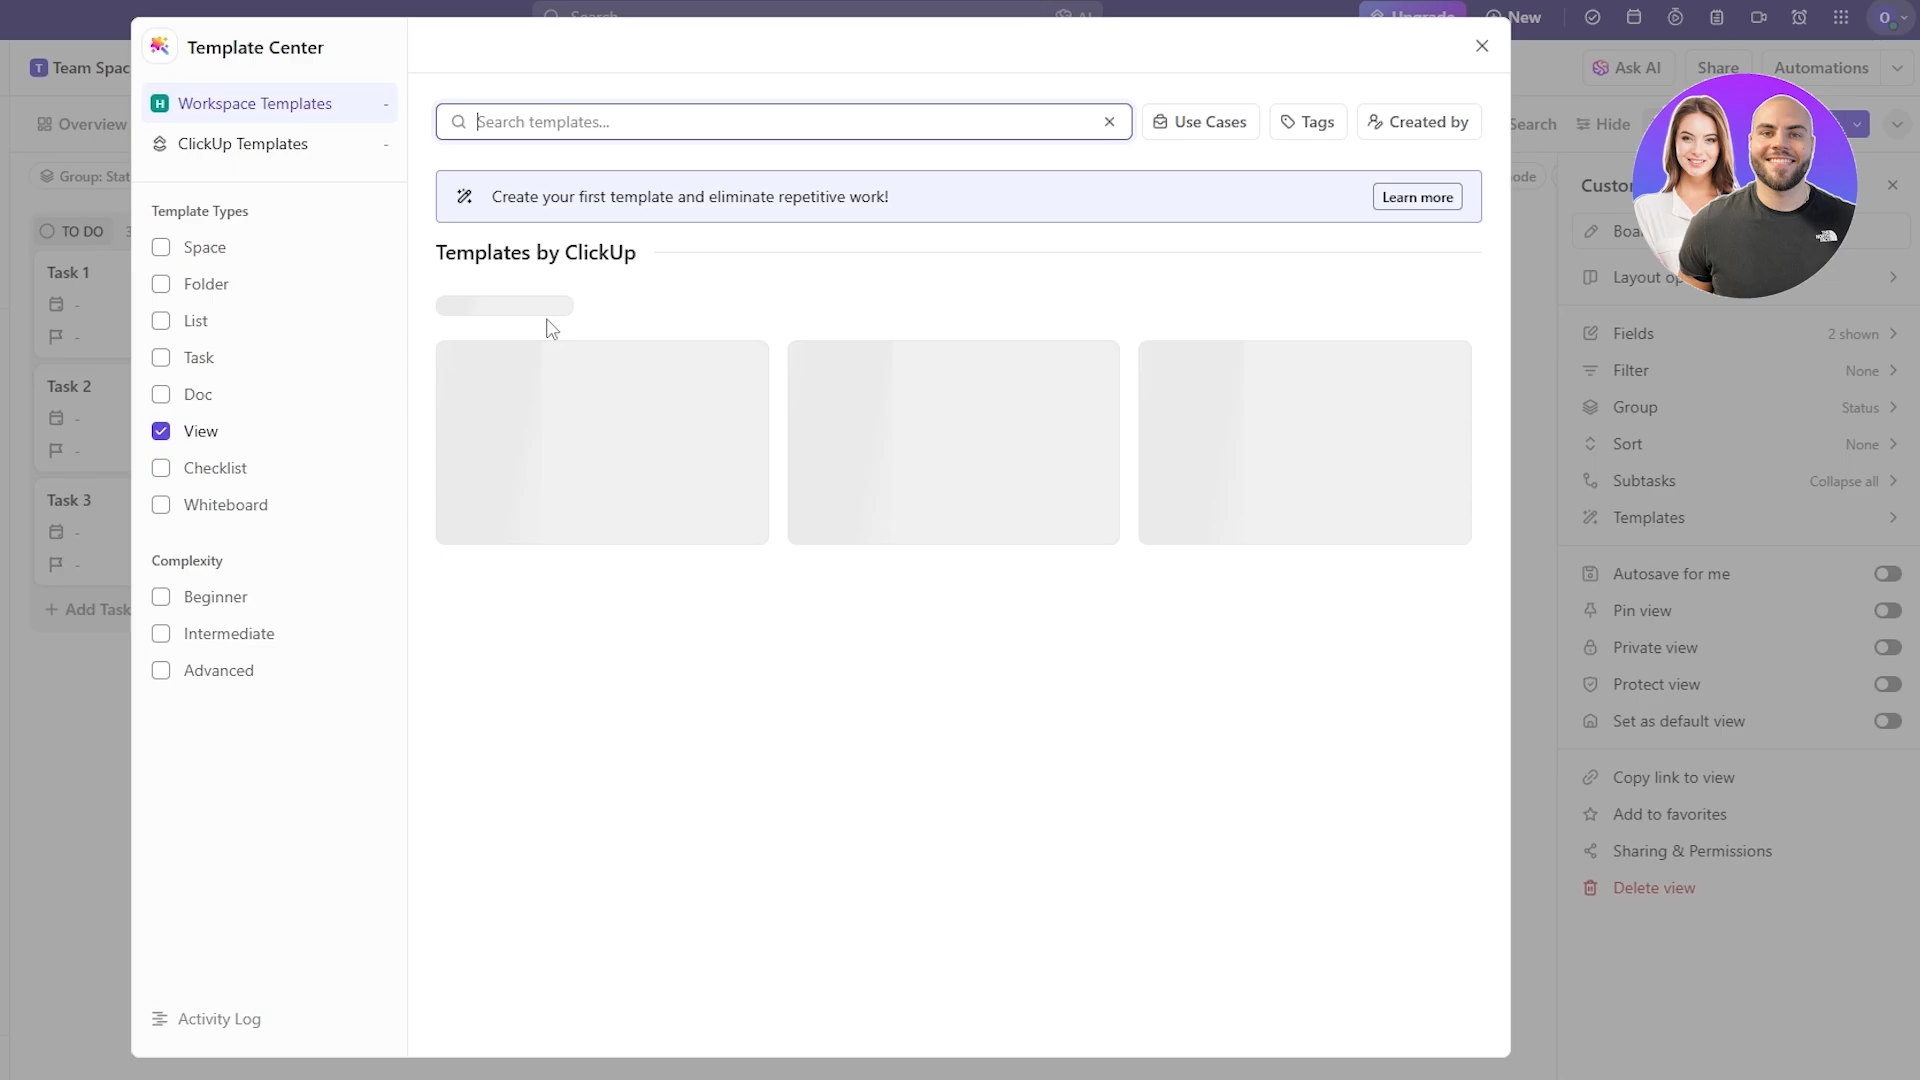 Search
AI
Upgrade
New
O
Template Center
T Team Spac
Ask AI
Share
Automations
H Workspace Templates -
ClickUp Templates -
Search templates...
Use Cases
Tags
Created by
Overview
Search
Hide
Create your first template and eliminate repetitive work!
Learn more
Group: Stat
TO DO
Templates by ClickUp
Template Types
Space
Folder
List
Task
Doc
View
Checklist
Whiteboard
Complexity
Beginner
Intermediate
Advanced
Activity Log
Task 1
-
-
Task 2
-
-
Task 3
-
-
+ Add Task
Fields 2 shown
Filter None
Group Status
Sort None
Subtasks Collapse all
Templates
Autosave for me
Pin view
Private view
Protect view
Set as default view
Copy link to view
Add to favorites
Sharing & Permissions
Delete view